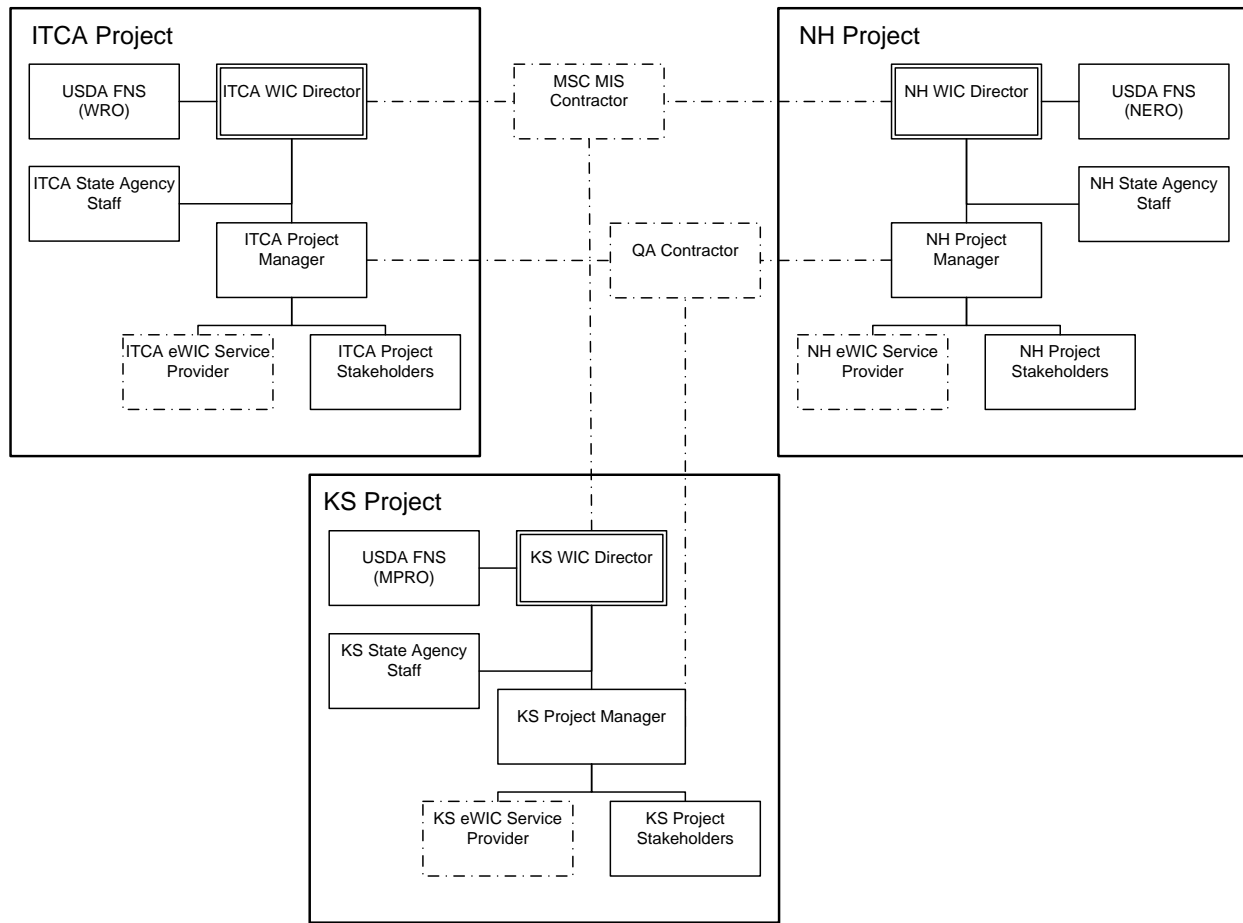 ITCA Project
USDA FNS
(WRO)
ITCA WIC Director
ITCA State Agency
Staff
ITCA Project
Manager
ITCA eWIC Service
Provider
ITCA Project
Stakeholders
MSC MIS
Contractor
QA Contractor
NH Project
NH WIC Director
USDA FNS
(NERO)
NH State Agency
Staff
NH Project
Manager
NH eWIC Service
Provider
NH Project
Stakeholders
KS Project
USDA FNS
(MPRO)
KS WIC Director
KS State Agency
Staff
KS Project Manager
KS eWIC Service
Provider
KS Project
Stakeholders